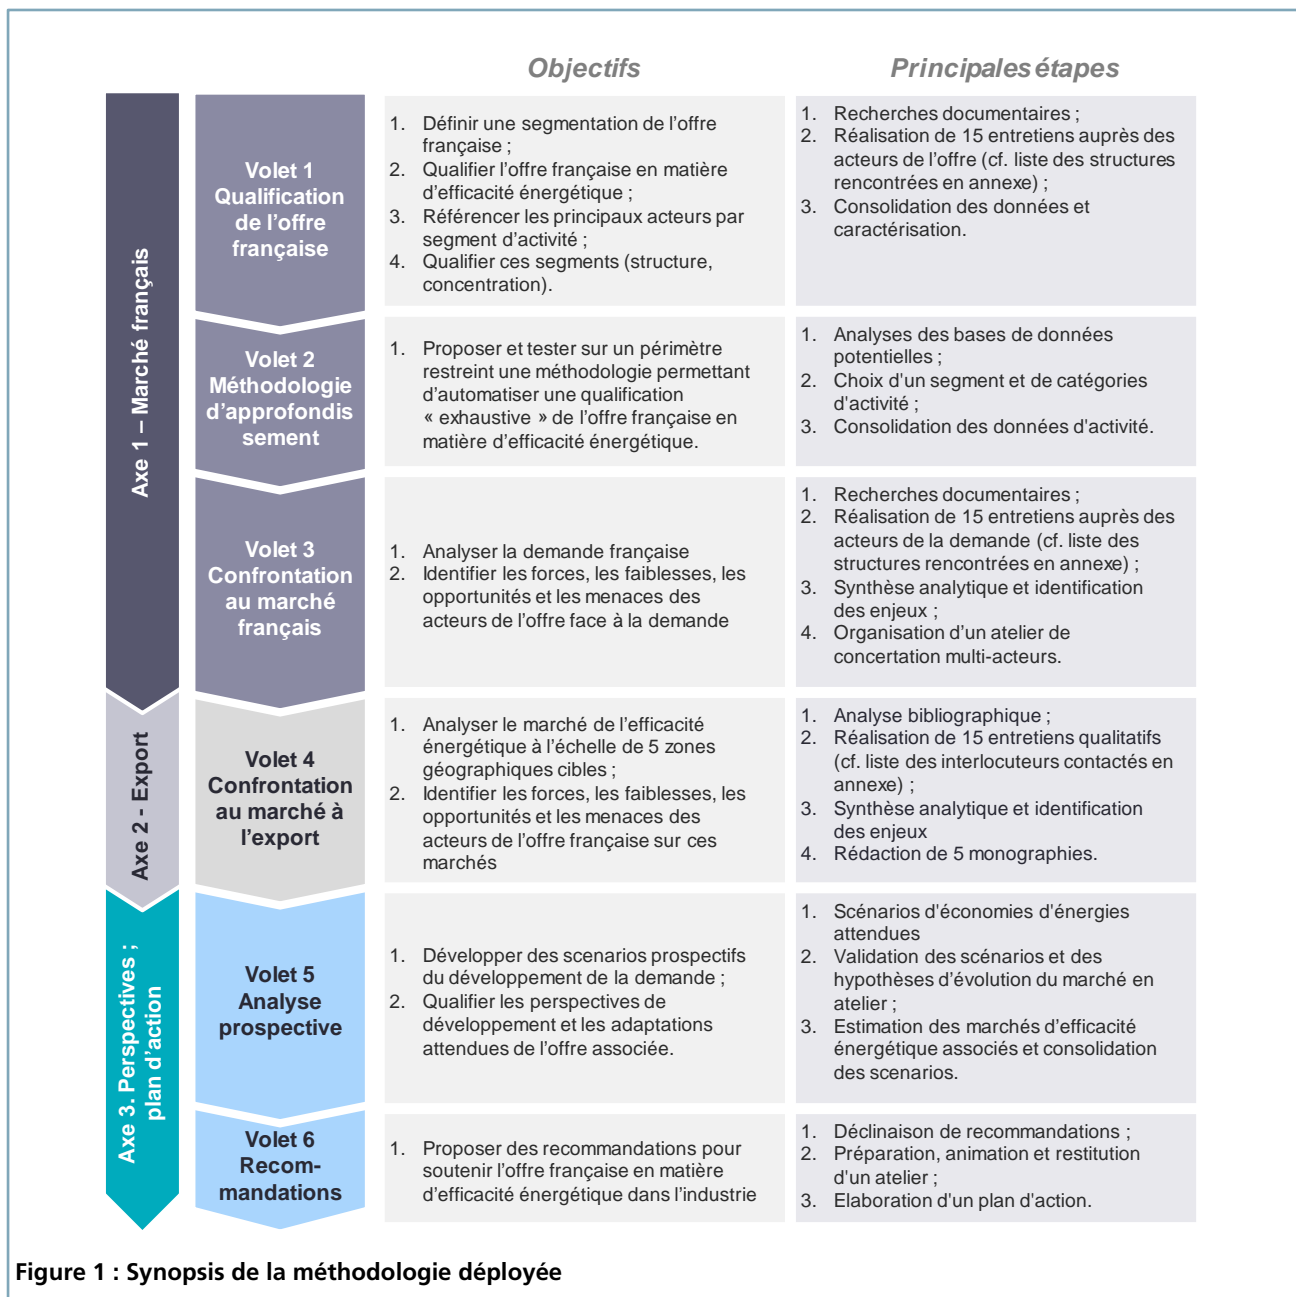 Objectifs
Principales étapes
Axe 1 – Marché français
Volet 1
Qualification
de l’offre
française
1. Définir une segmentation de l’offre
française ;
2. Qualifier l’offre française en matière
d’efficacité énergétique ;
3. Référencer les principaux acteurs par
segment d’activité ;
4. Qualifier ces segments (structure,
concentration).
1. Recherches documentaires ;
2. Réalisation de 15 entretiens auprès des
acteurs de l’offre (cf. liste des structures
rencontrées en annexe) ;
3. Consolidation des données et
caractérisation.
Volet 2
Méthodologie
d’approfondis
sement
1. Proposer et tester sur un périmètre
restreint une méthodologie permettant
d’automatiser une qualification
« exhaustive » de l’offre française en
matière d’efficacité énergétique.
1. Analyses des bases de données
potentielles ;
2. Choix d'un segment et de catégories
d'activité ;
3. Consolidation des données d'activité.
Volet 3
Confrontation
au marché
français
1. Analyser la demande française
2. Identifier les forces, les faiblesses, les
opportunités et les menaces des
acteurs de l’offre face à la demande
1. Recherches documentaires ;
2. Réalisation de 15 entretiens auprès des
acteurs de la demande (cf. liste des
structures rencontrées en annexe) ;
3. Synthèse analytique et identification
des enjeux ;
4. Organisation d’un atelier de
concertation multi-acteurs.
Axe 2 - Export
Volet 4
Confrontation
au marché à
l’export
1. Analyser le marché de l’efficacité
énergétique à l’échelle de 5 zones
géographiques cibles ;
2. Identifier les forces, les faiblesses, les
opportunités et les menaces des
acteurs de l’offre française sur ces
marchés
1. Analyse bibliographique ;
2. Réalisation de 15 entretiens qualitatifs
(cf. liste des interlocuteurs contactés en
annexe) ;
3. Synthèse analytique et identification
des enjeux
4. Rédaction de 5 monographies.
Axe 3. Perspectives ;
plan d’action
Volet 5
Analyse
prospective
1. Développer des scenarios prospectifs
du développement de la demande ;
2. Qualifier les perspectives de
développement et les adaptations
attendues de l’offre associée.
1. Scénarios d'économies d'énergies
attendues
2. Validation des scénarios et des
hypothèses d’évolution du marché en
atelier ;
3. Estimation des marchés d’efficacité
énergétique associés et consolidation
des scenarios.
Volet 6
Recom-
mandations
1. Proposer des recommandations pour
soutenir l’offre française en matière
d’efficacité énergétique dans l’industrie
1. Déclinaison de recommandations ;
2. Préparation, animation et restitution
d’un atelier ;
3. Elaboration d’un plan d’action.
Figure 1 : Synopsis de la méthodologie déployée